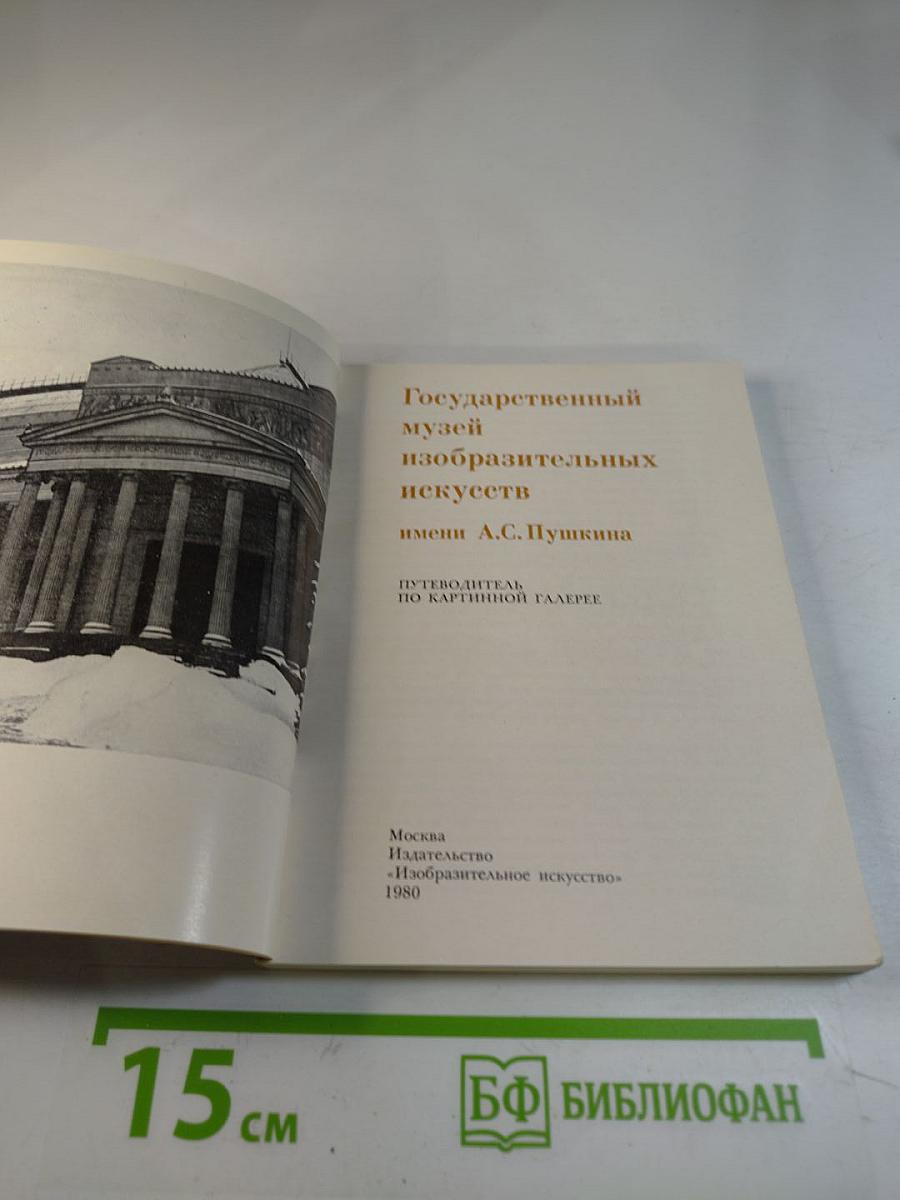 Государственный
музей
изобразительных
искусств
имени А.С. Пушкина
ПУТЕВОДИТЕЛЬ
ПО КАРТИННОЙ ГАЛЕРЕЕ
Москва
Издательство
«Изобразительное искусство»
1980
15 см
БФ БИБЛИОФАН